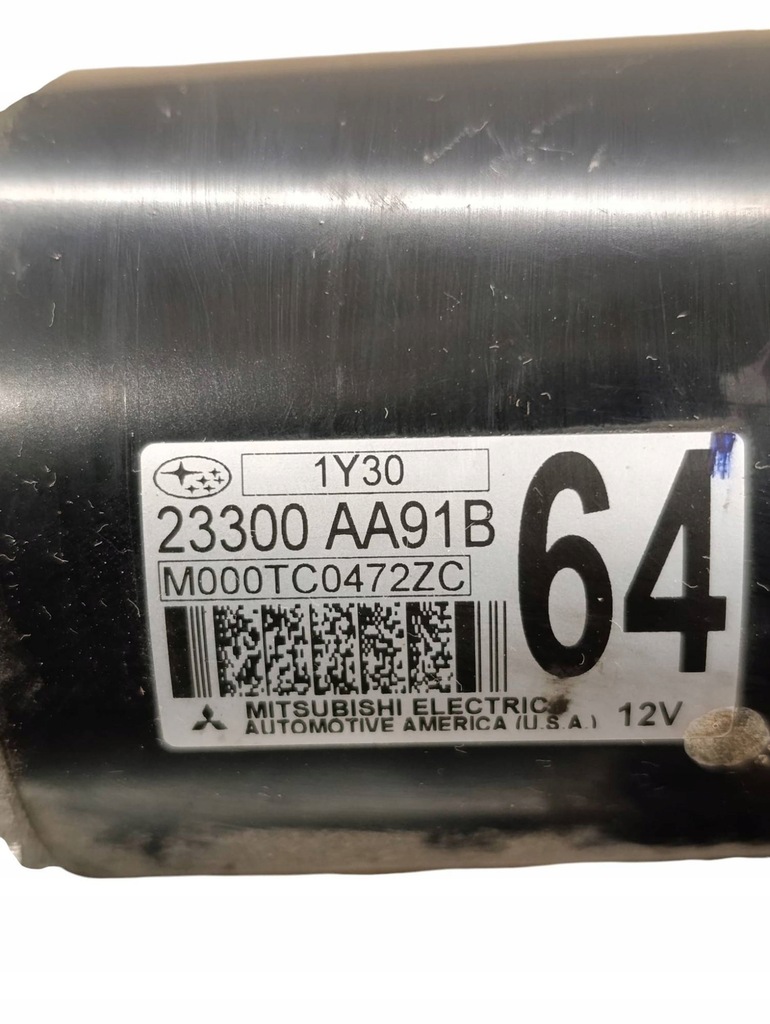 1Y30
23300 AA91B
64
M000TC0472ZC
MITSUBISHI ELECTRIC
AUTOMOTIVE AMERICA (U.S.A.)
12V